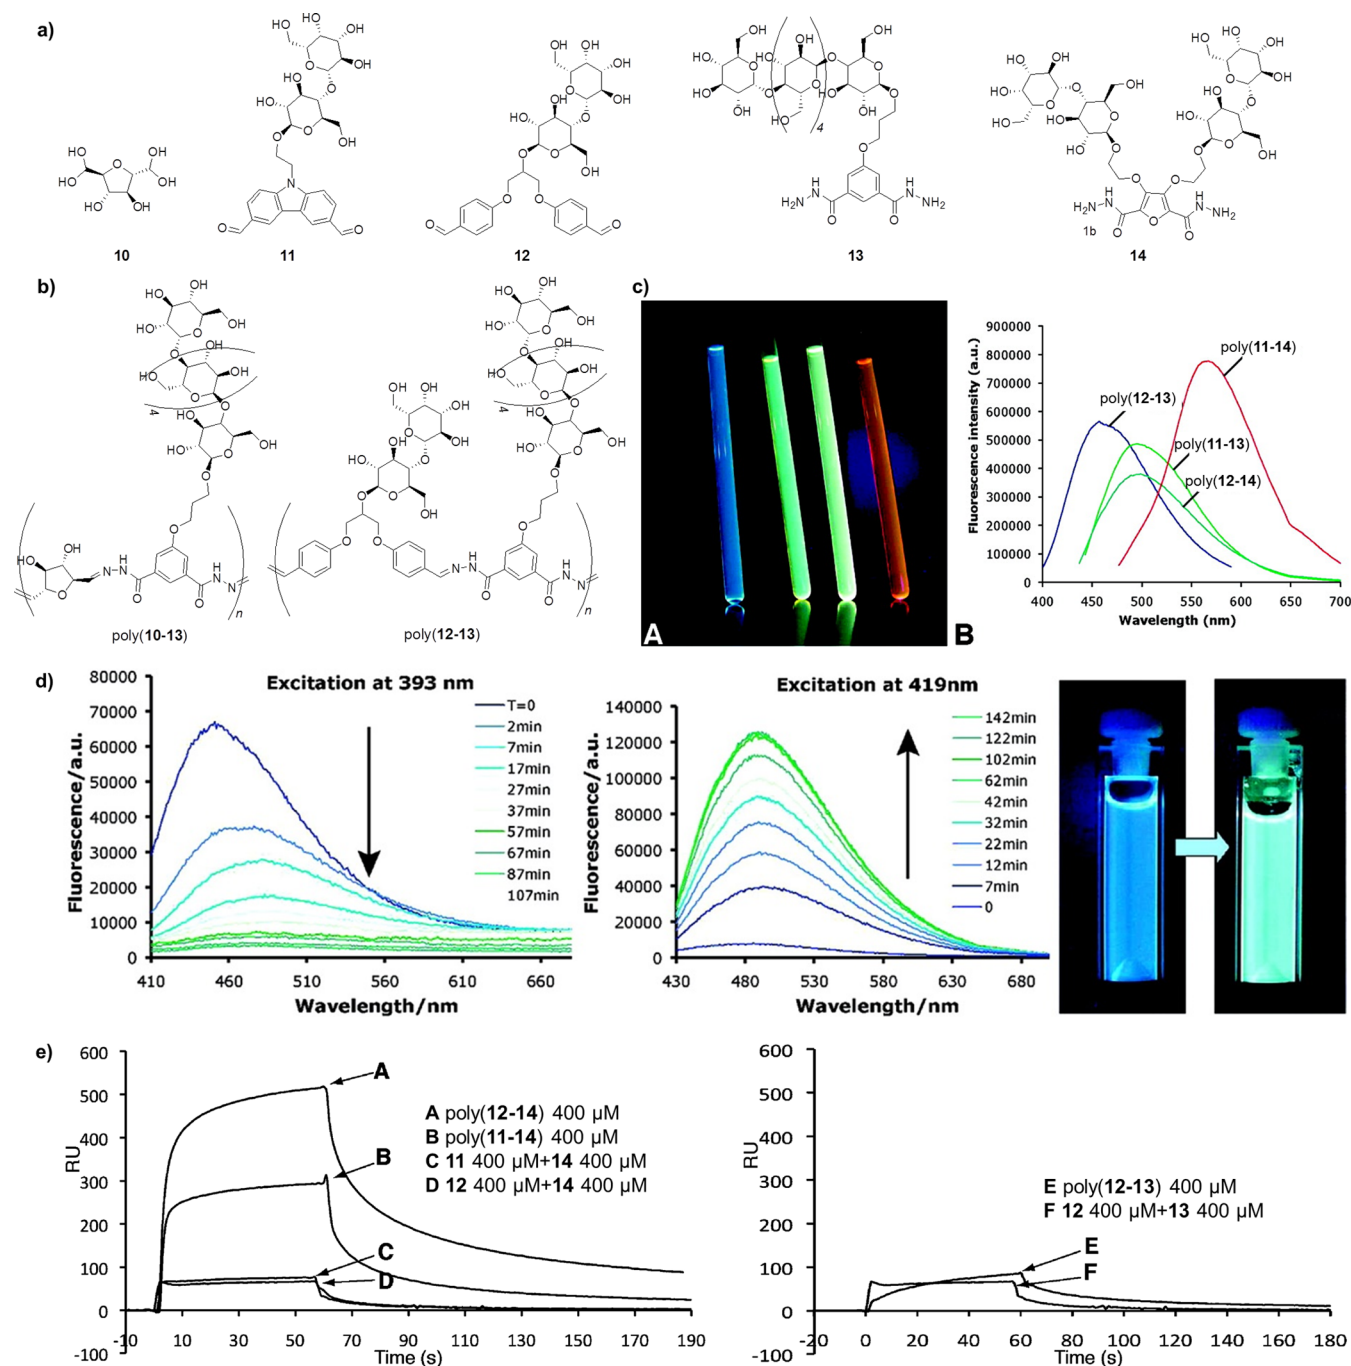 a)
10
11
12
13
14
1b
4
b)
4
4
n
n
poly(10-13)
poly(12-13)
c)
A
B
Fluorescence intensity (a.u.)
900000
800000
700000
600000
500000
400000
300000
200000
100000
0
400 450 500 550 600 650 700
Wavelength (nm)
poly(11-14)
poly(12-13)
poly(11-13)
poly(12-14)
d)
Excitation at 393 nm
Fluorescence/a.u.
80000
70000
60000
50000
40000
30000
20000
10000
0
410 460 510 560 610 660
Wavelength/nm
T=0
2min
7min
17min
27min
37min
57min
67min
87min
107min
Excitation at 419nm
Fluorescence/a.u.
140000
120000
100000
80000
60000
40000
20000
0
430 480 530 580 630 680
Wavelength/nm
142min
122min
102min
62min
42min
32min
22min
12min
7min
0
e)
RU
600
500
400
300
200
100
0
-100
-10 10 30 50 70 90 110 130 150 170 190
Time (s)
A
B
C
D
A poly(12-14) 400 μM
B poly(11-14) 400 μM
C 11 400 μM+14 400 μM
D 12 400 μM+14 400 μM
RU
600
500
400
300
200
100
0
-100
-20 0 20 40 60 80 100 120 140 160 180
Time (s)
E poly(12-13) 400 μM
F 12 400 μM+13 400 μM
E
F